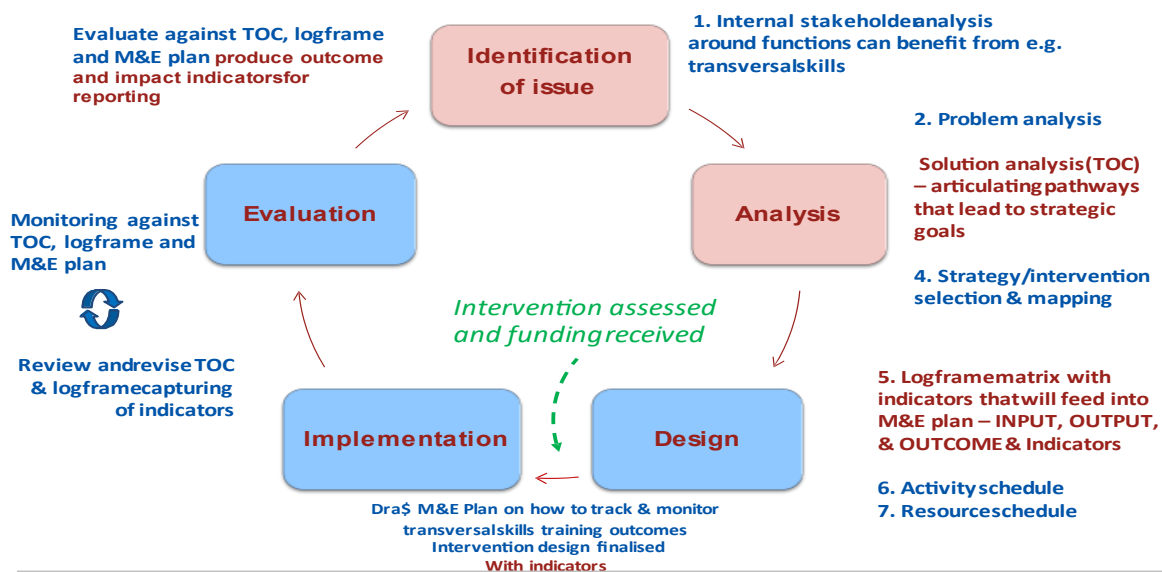 Evaluate against TOC, logframe
and M&E plan produce outcome
and impact indicatorsfor
reporting
Identification
of issue
1. Internal stakeholderanalysis
around functions can benefit from e.g.
transversalskills
2. Problem analysis
Solution analysis(TOC)
– articulatingpathways
that lead to strategic
goals
4. Strategy/intervention
selection & mapping
Analysis
Evaluation
Monitoring against
TOC, logframe and
M&E plan
Intervention assessed
and fundingreceived
Review andrevise TOC
& logframecapturing
of indicators
Implementation
Design
5. Logframematrix with
indicators thatwill feed into
M&E plan – INPUT, OUTPUT,
& OUTCOME & Indicators
6. Activityschedule
7. Resourceschedule
Dra$ M&E Plan on how to track & monitor
transversalskills training outcomes
Intervention design finalised
With indicators